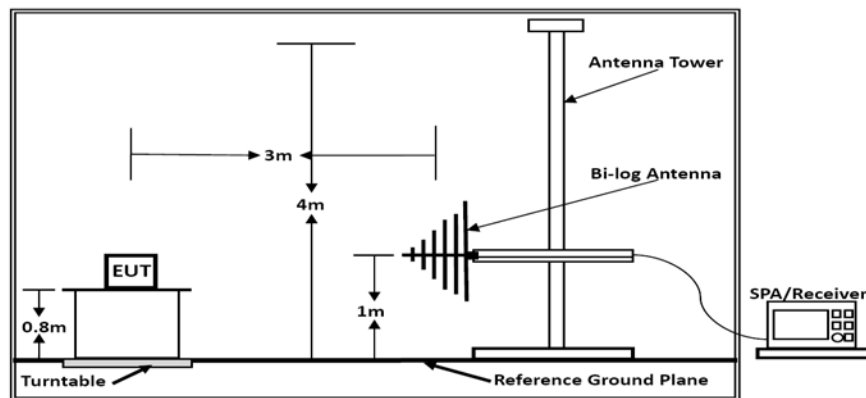 Antenna Tower
3m
Bi-log Antenna
4m
EUT
SPA/Receiver
0.8m
1m
Turntable
Reference Ground Plane